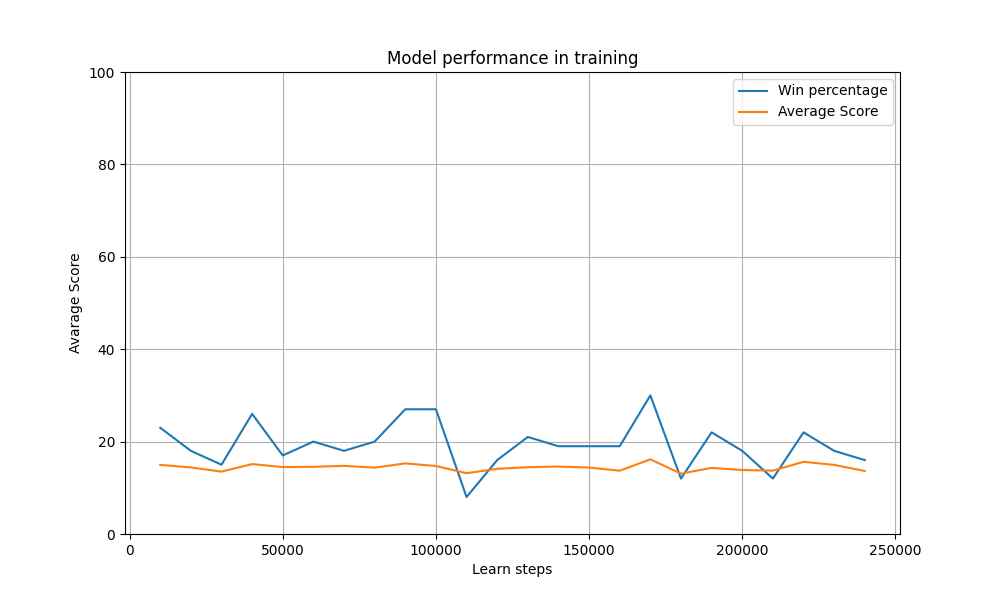 Model performance in training
Win percentage
Average Score
100
80
60
40
20
0
Avarage Score
0 50000 100000 150000 200000 250000
Learn steps